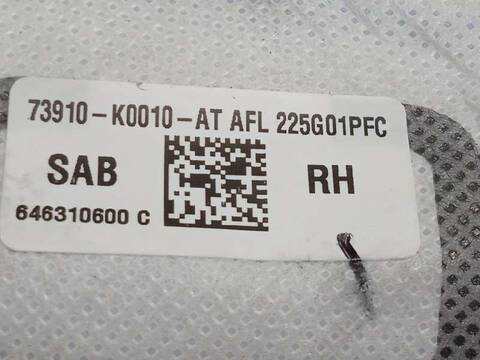 73910-K0010-AT AFL 225G01PFC
SAB RH
646310600 C